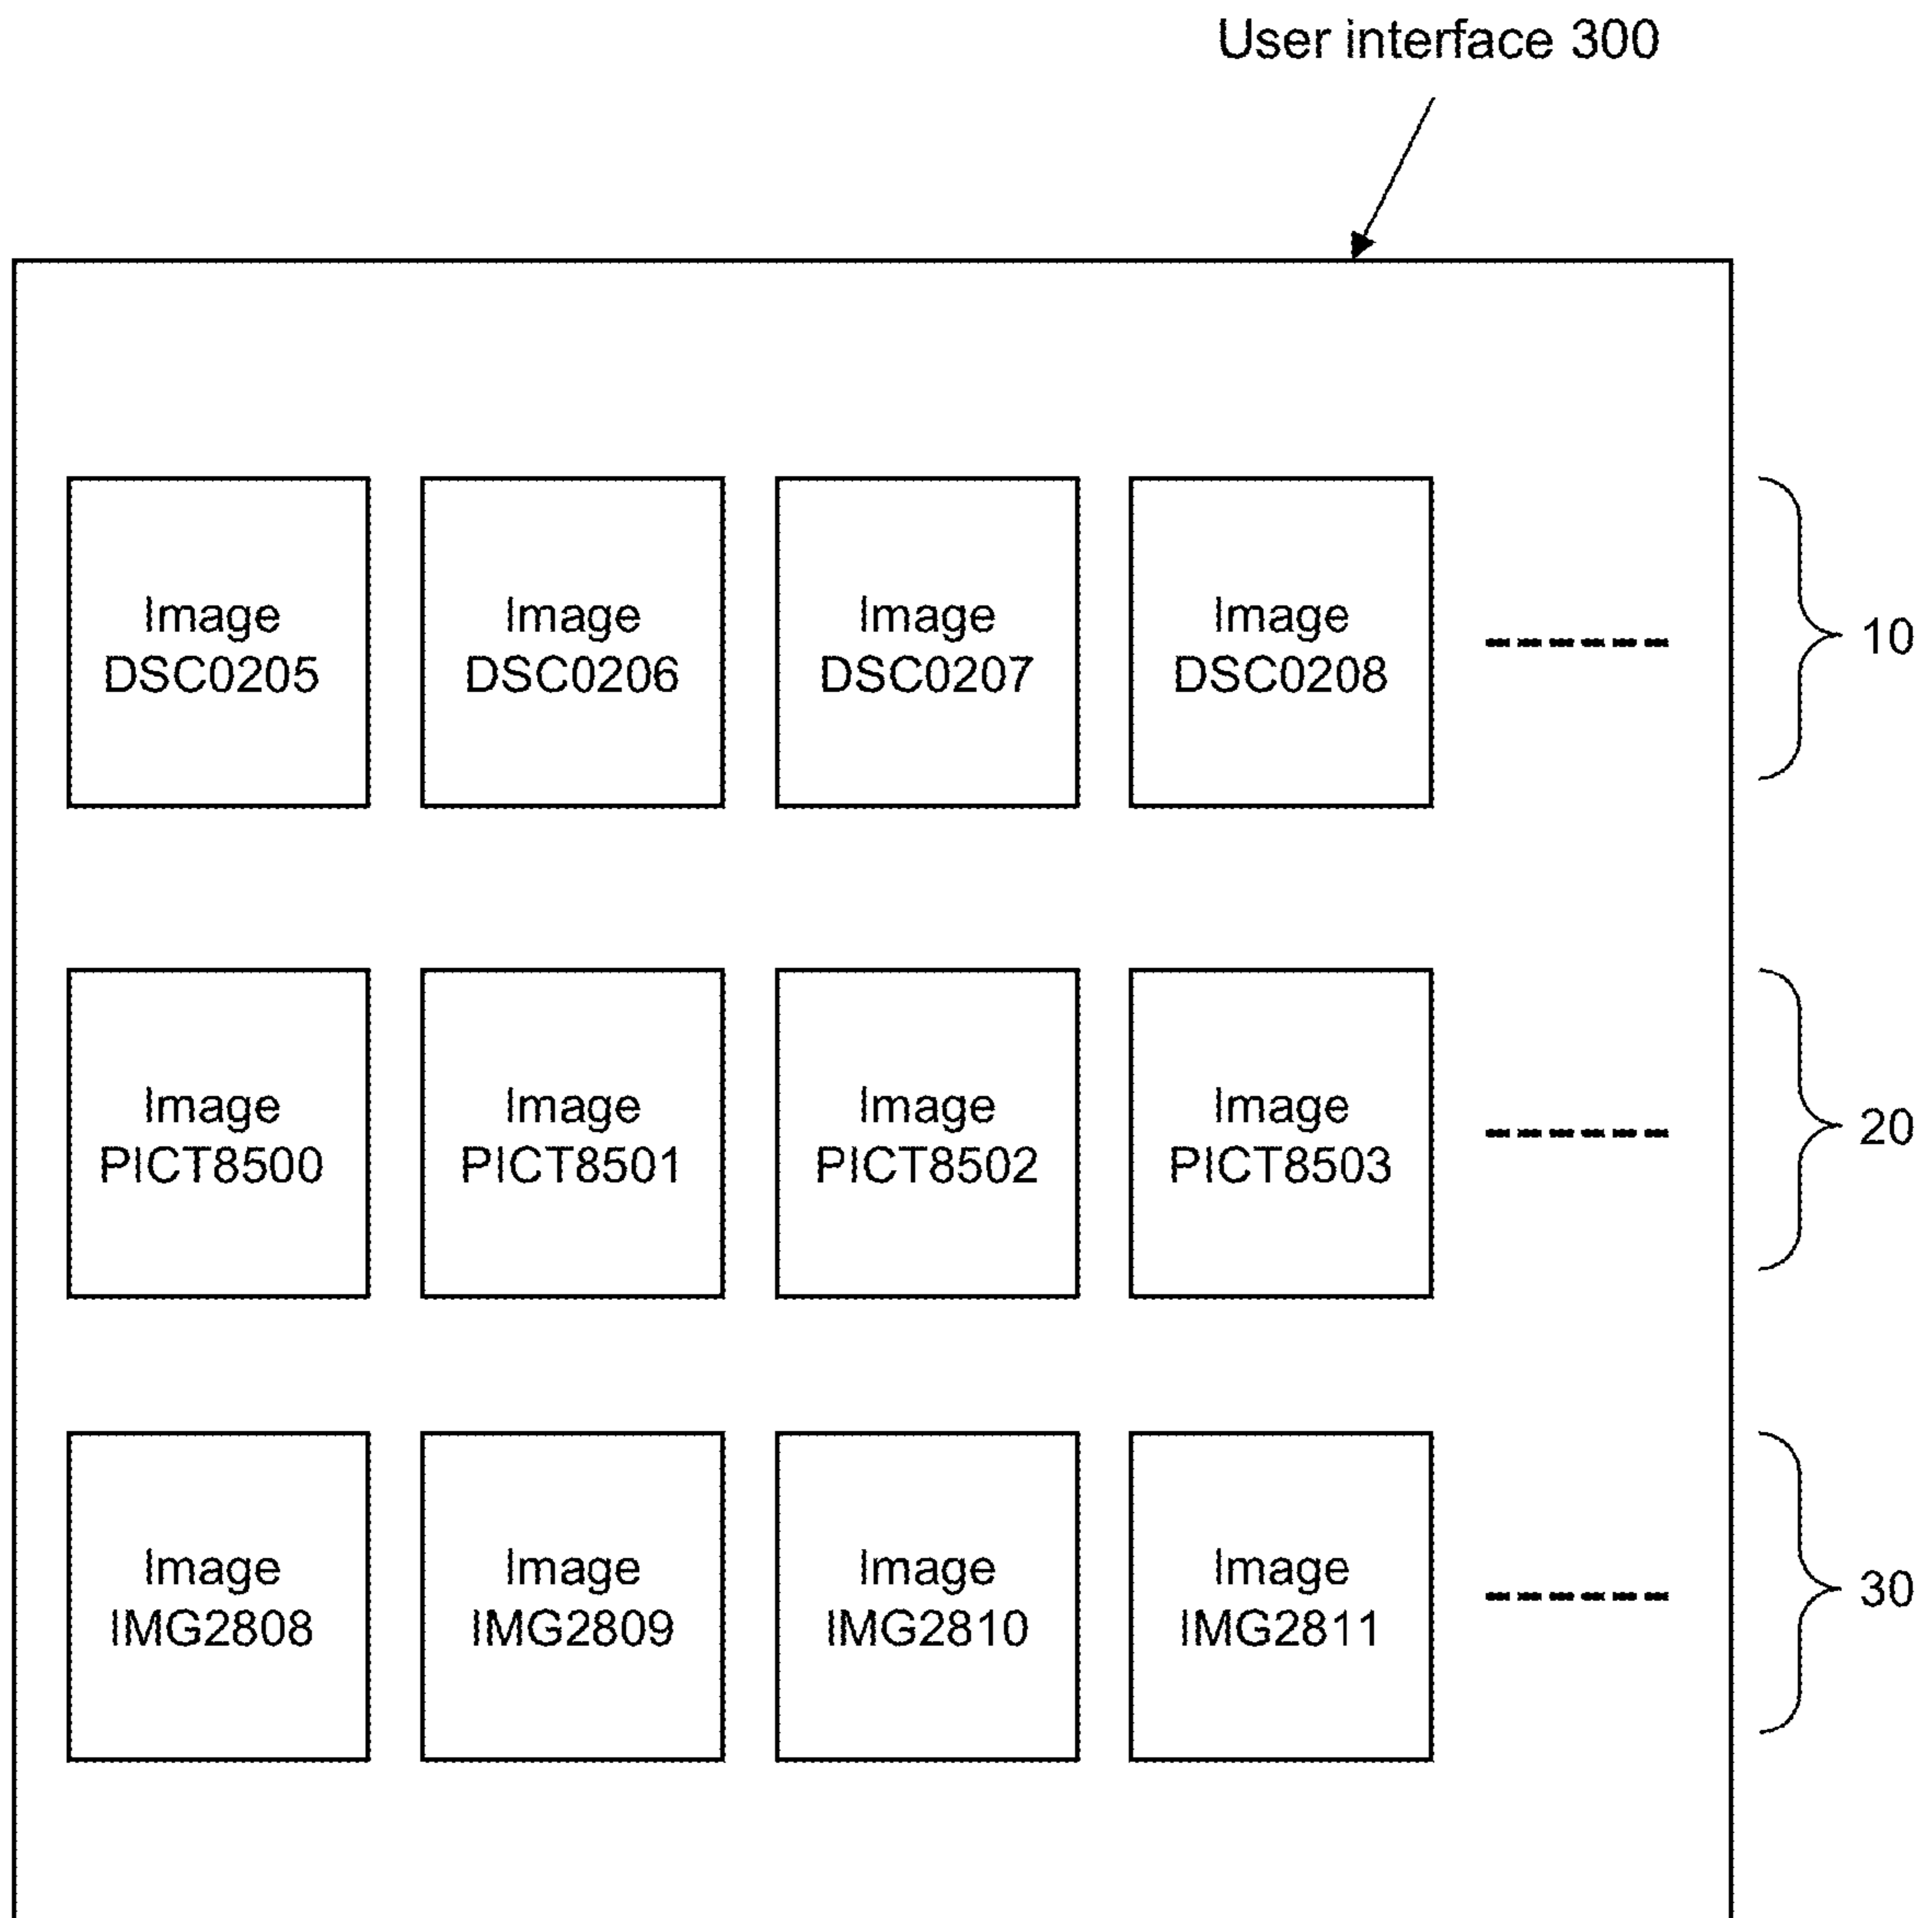 User interface 300
Image Image Image Image
DSC0205 DSC0206 DSC0207 DSC0208
10
Image Image Image Image
PICT8500 PICT8501 PICT8502 PICT8503
20
Image Image Image Image
IMG2808 IMG2809 IMG2810 IMG2811
30